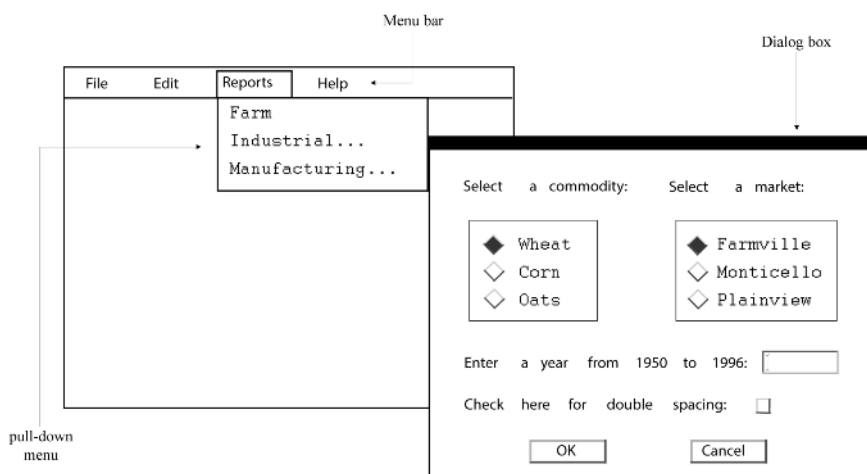 Menu bar
Dialog box
File Edit Reports Help
Farm
Industrial...
Manufacturing...
Select a commodity: Select a market:
Wheat Farmville
Corn Monticello
Oats Plainview
Enter a year from 1950 to 1996:
Check here for double spacing:
pull-down
menu
OK Cancel